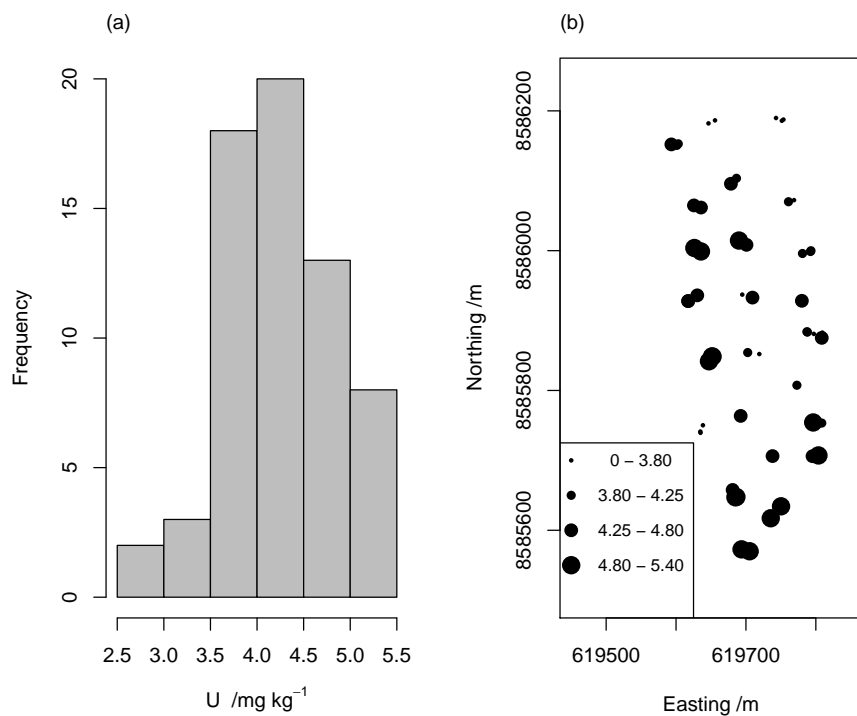 (a)
20
15
10
5
0
Frequency
2.5 3.0 3.5 4.0 4.5 5.0 5.5
U /mg kg⁻¹
(b)
8586200
8586000
8585800
8585600
Northing /m
0 − 3.80
3.80 − 4.25
4.25 − 4.80
4.80 − 5.40
619500 619700
Easting /m